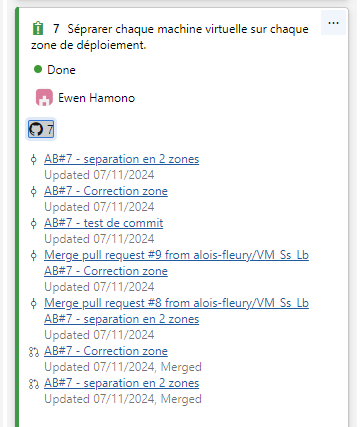 7 Séprarer chaque machine virtuelle sur chaque
zone de déploiement.
Done
Ewen Hamono
7
AB#7 - separation en 2 zones
Updated 07/11/2024
AB#7 - Correction zone
Updated 07/11/2024
AB#7 - test de commit
Updated 07/11/2024
Merge pull request #9 from alois-fleury/VM_Ss_Lb
AB#7 - Correction zone
Updated 07/11/2024
Merge pull request #8 from alois-fleury/VM_Ss_Lb
AB#7 - separation en 2 zones
Updated 07/11/2024
AB#7 - Correction zone
Updated 07/11/2024, Merged
AB#7 - separation en 2 zones
Updated 07/11/2024, Merged